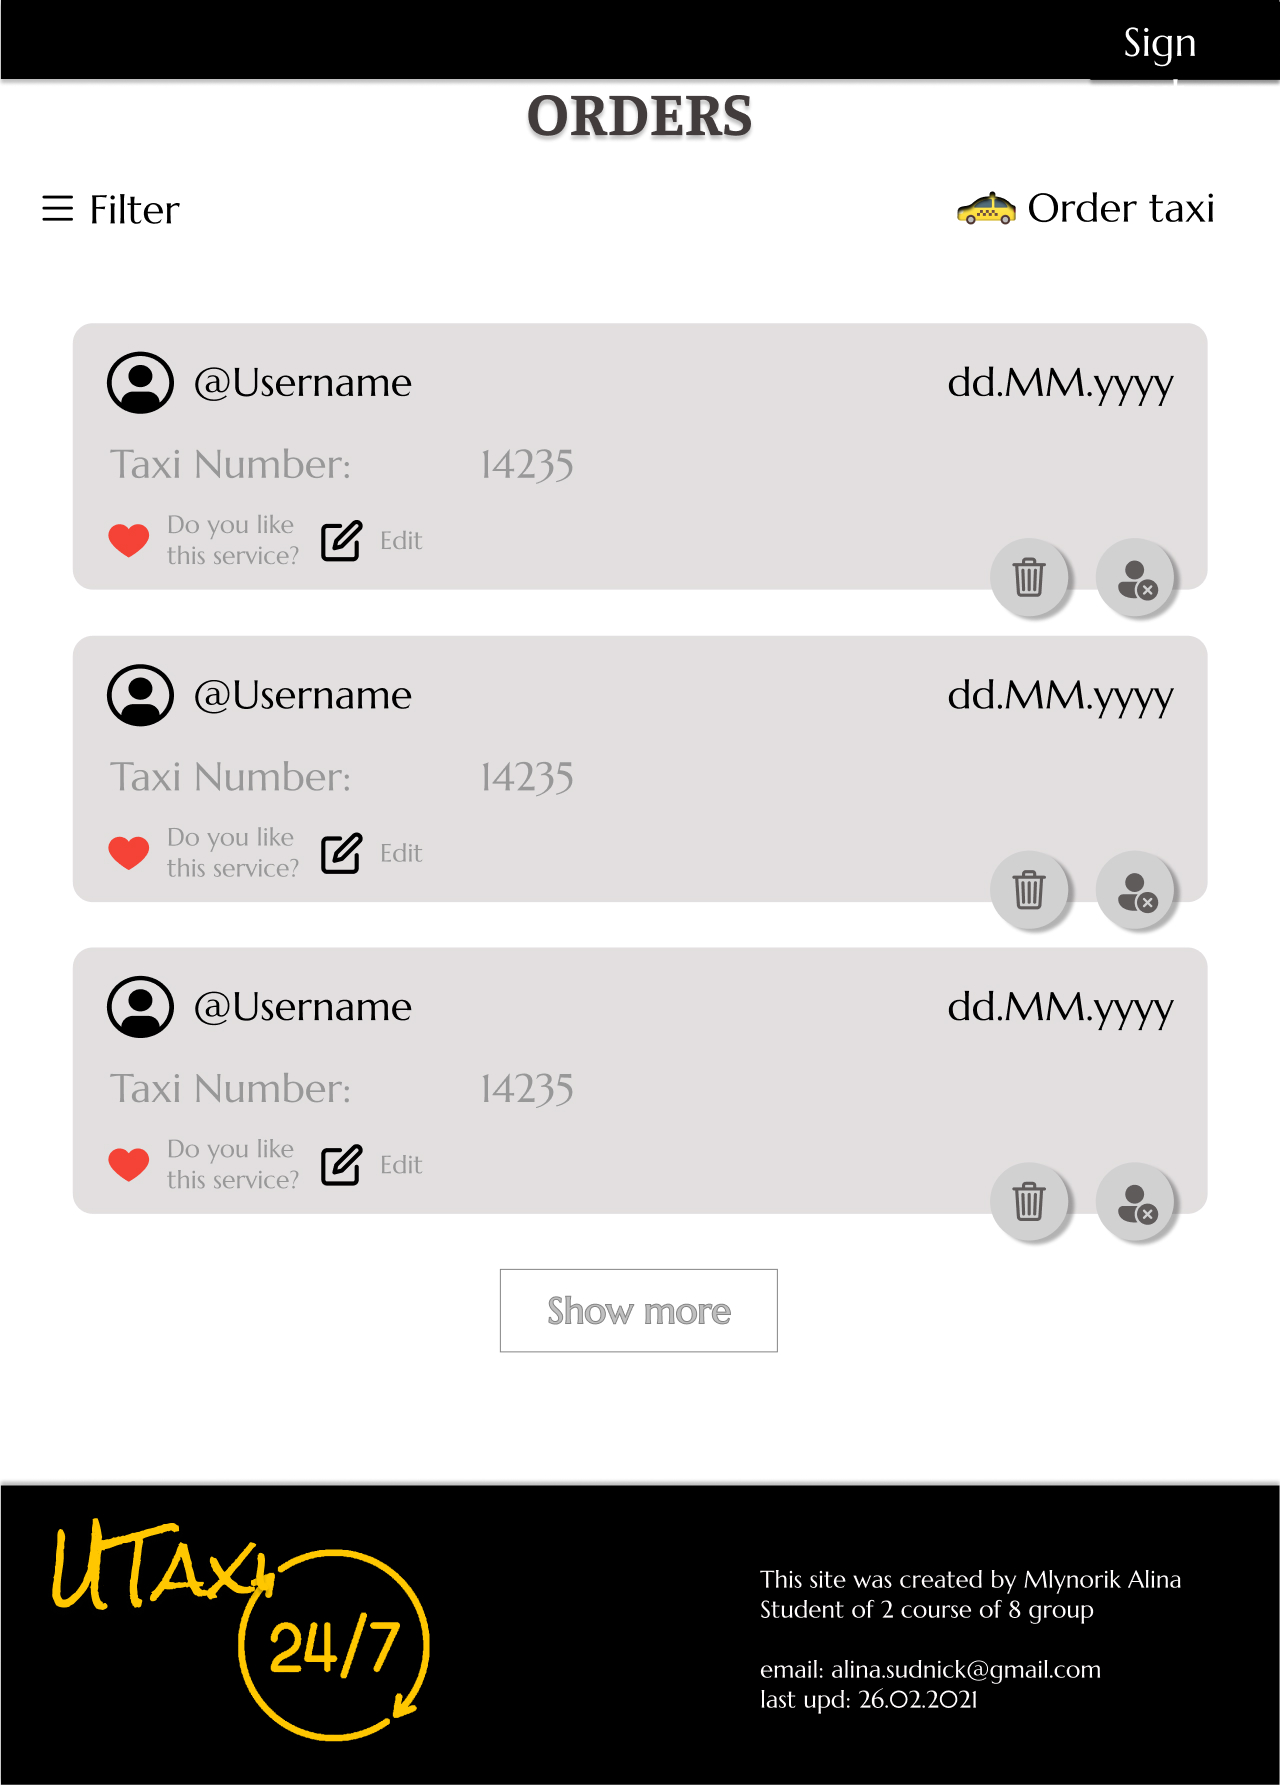 Sign
ORDERS
Filter
Order taxi
@Username
dd.MM.yyyy
Taxi Number:
14235
Do you like
this service?
Edit
@Username
dd.MM.yyyy
Taxi Number:
14235
Do you like
this service?
Edit
@Username
dd.MM.yyyy
Taxi Number:
14235
Do you like
this service?
Edit
Show more
UTaxi
24/7
This site was created by Mlynorik Alina
Student of 2 course of 8 group
email: alina.sudnick@gmail.com
last upd: 26.02.2021